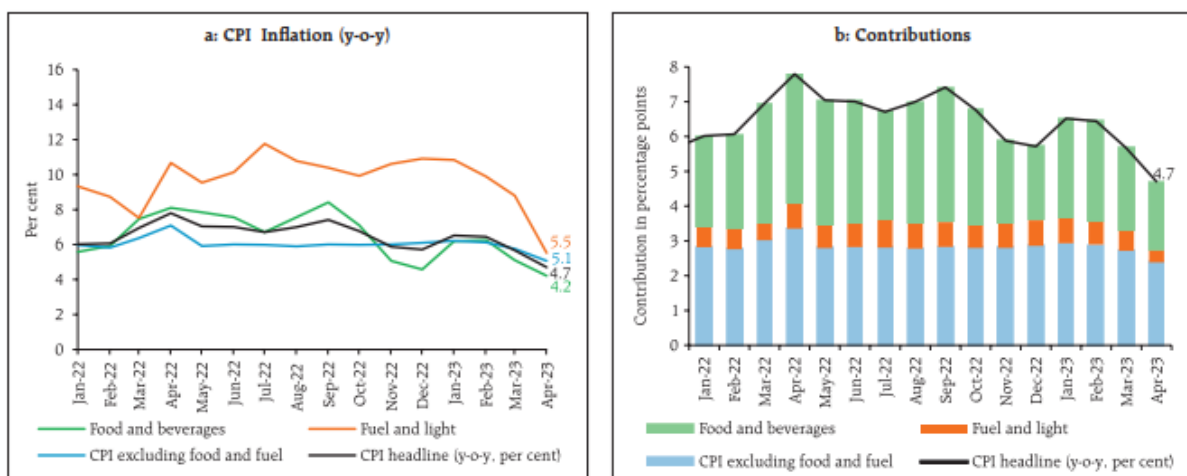 a: CPI Inflation (y-o-y)
Per cent
16
14
12
10
8
6
4
2
0
5.5
5.1
4.7
4.2
Jan-22
Feb-22
Mar-22
Apr-22
May-22
Jun-22
Jul-22
Aug-22
Sep-22
Oct-22
Nov-22
Dec-22
Jan-23
Feb-23
Mar-23
Apr-23
Food and beverages
Fuel and light
CPI excluding food and fuel
CPI headline (y-o-y, per cent)
b: Contributions
Contribution in percentage points
8
7
6
5
4
3
2
1
0
4.7
Jan-22
Feb-22
Mar-22
Apr-22
May-22
Jun-22
Jul-22
Aug-22
Sep-22
Oct-22
Nov-22
Dec-22
Jan-23
Feb-23
Mar-23
Apr-23
Food and beverages
Fuel and light
CPI excluding food and fuel
CPI headline (y-o-y, per cent)